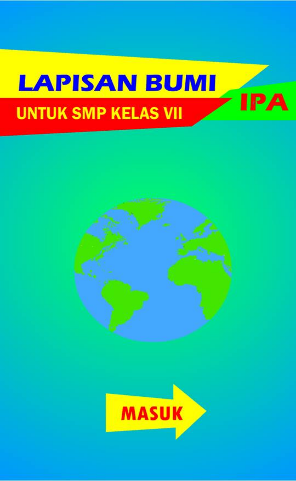 LAPISAN BUMI
IPA
UNTUK SMP KELAS VII
MASUK